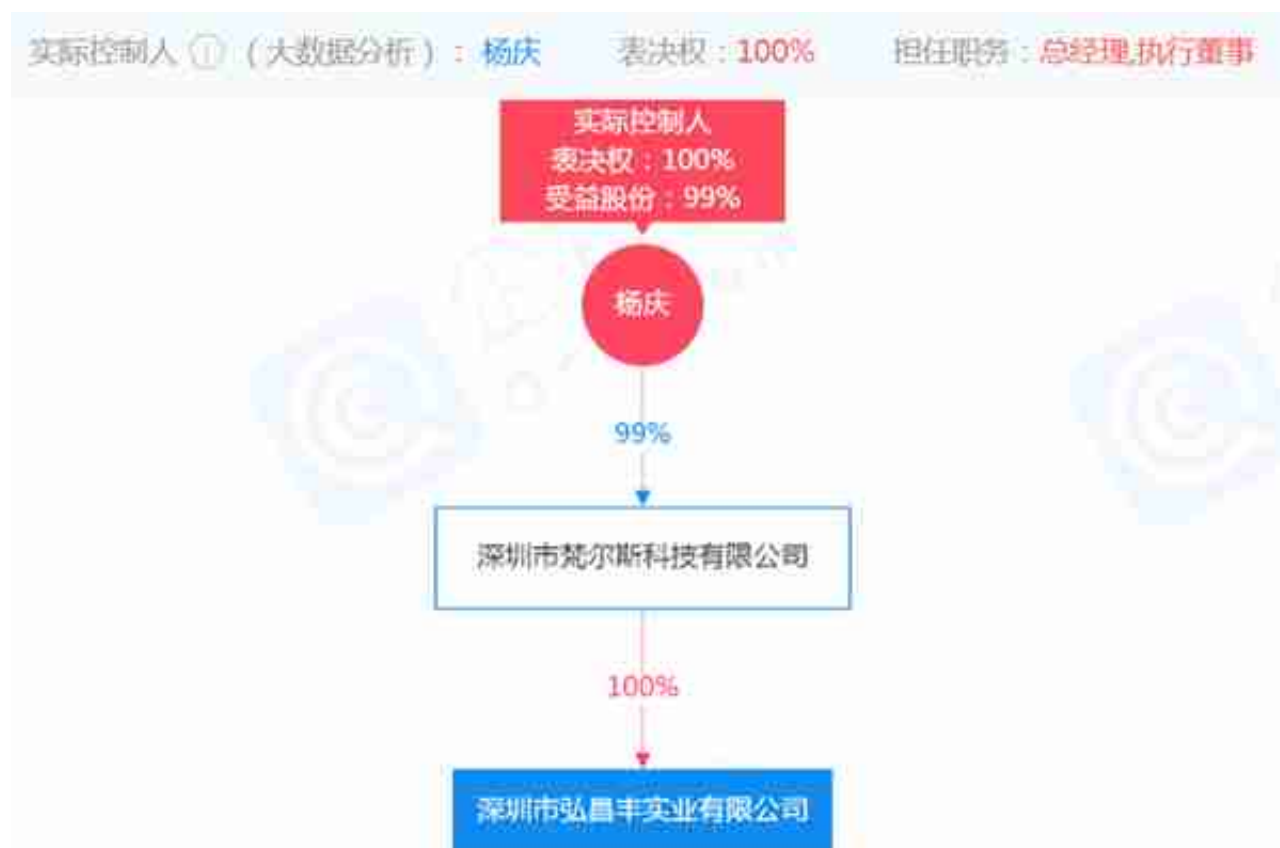 实际控制人 ⓘ (大数据分析)：杨庆 表决权：100% 担任职务：总经理,执行董事
实际控制人
表决权：100%
受益股份：99%
杨庆
99%
深圳市梵尔斯科技有限公司
100%
深圳市弘昌丰实业有限公司